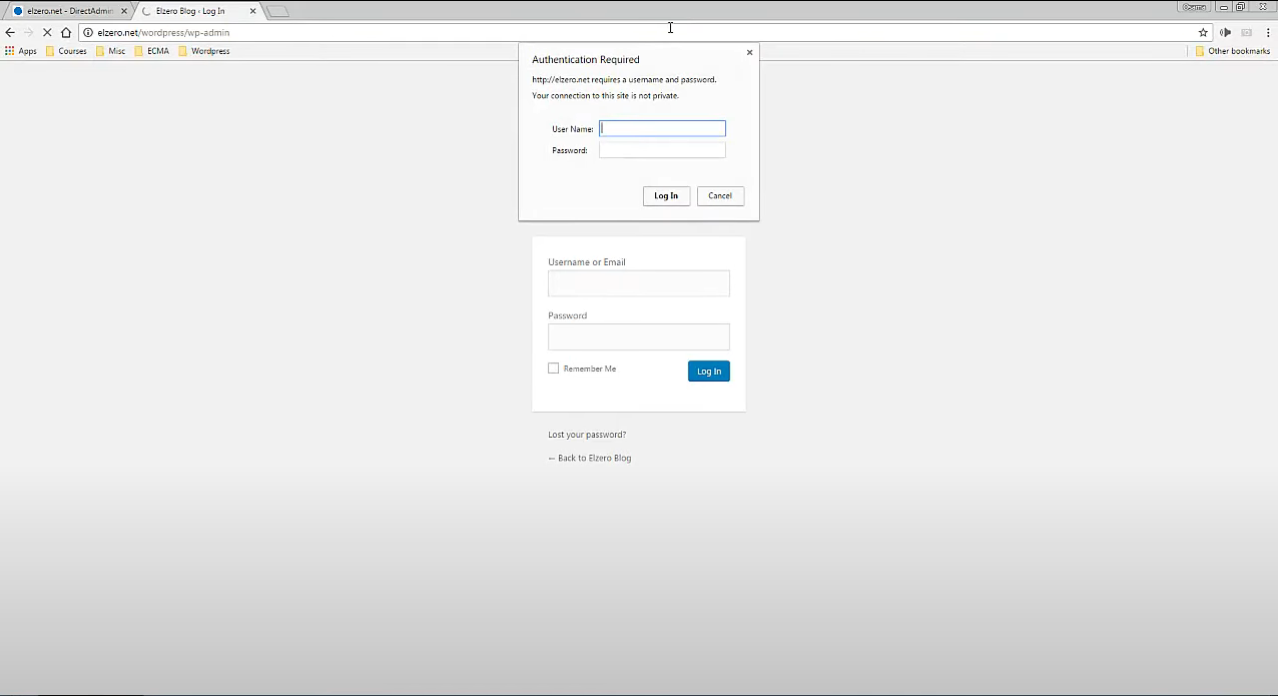 elzero.net - DirectAdmin
Elzero Blog ‹ Log In
Osama
elzero.net/wordpress/wp-admin
Apps
Courses
Misc
ECMA
Wordpress
Other bookmarks
Authentication Required
http://elzero.net requires a username and password.
Your connection to this site is not private.
User Name:
Password:
Log In
Cancel
Username or Email
Password
Remember Me
Log In
Lost your password?
← Back to Elzero Blog